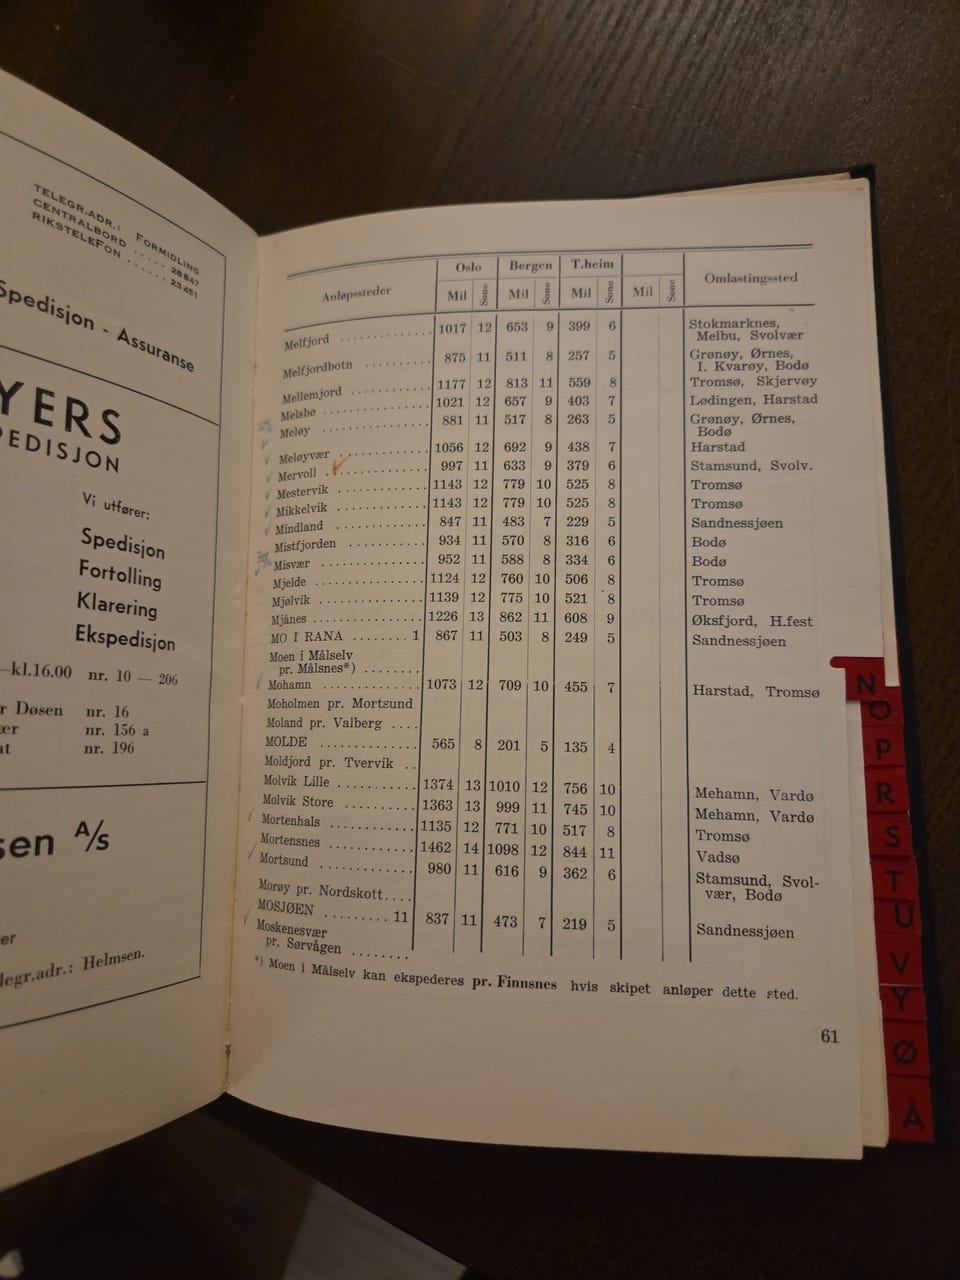 TELEGR.ADR.: FORMIDLING
CENTRALBORD ..... 28847
RIKSTELEFON ...... 23451
Spedisjon - Assuranse
YERS
PEDISJON
Vi utfører:
Spedisjon
Fortolling
Klarering
Ekspedisjon
—kl.16.00 nr. 10 — 206
r Døsen nr. 16
ær nr. 156 a
at nr. 196
sen A/s
er
legr.adr.: Helmsen.
Anløpssteder Oslo Bergen T.heim Omlastingssted
Mil Sone Mil Sone Mil Sone Mil Sone
Melfjord .......... 1017 12 653 9 399 6 Stokmarknes,
Melbu, Svolvær
Melfjordbotn ....... 875 11 511 8 257 5 Grønøy, Ørnes,
I. Kvarøy, Bodø
Mellemjord ......... 1177 12 813 11 559 8 Tromsø, Skjervøy
Melsbø ............ 1021 12 657 9 403 7 Lødingen, Harstad
Meløy ............. 881 11 517 8 263 5 Grønøy, Ørnes,
Bodø
Meløyvær .......... 1056 12 692 9 438 7 Harstad
Mervoll ........... 997 11 633 9 379 6 Stamsund, Svolv.
Mestervik .......... 1143 12 779 10 525 8 Tromsø
Mikkelvik .......... 1143 12 779 10 525 8 Tromsø
Mindland .......... 847 11 483 7 229 5 Sandnessjøen
Mistfjorden ........ 934 11 570 8 316 6 Bodø
Misvær ............ 952 11 588 8 334 6 Bodø
Mjelde ............ 1124 12 760 10 506 8 Tromsø
Mjølvik ............ 1139 12 775 10 521 8 Tromsø
Mjånes ............ 1226 13 862 11 608 9 Øksfjord, H.fest
MO I RANA ........ 1 867 11 503 8 249 5 Sandnessjøen
Moen i Målselv
pr. Målsnes*) .......
Mohamn ............ 1073 12 709 10 455 7 Harstad, Tromsø
Moholmen pr. Mortsund
Moland pr. Valberg ....
MOLDE ............. 565 8 201 5 135 4
Moldjord pr. Tvervik ..
Molvik Lille ........... 1374 13 1010 12 756 10 Mehamn, Vardø
Molvik Store .......... 1363 13 999 11 745 10 Mehamn, Vardø
Mortenhals ............ 1135 12 771 10 517 8 Tromsø
Mortensnes ............ 1462 14 1098 12 844 11 Vadsø
Mortsund ............ 980 11 616 9 362 6 Stamsund, Svol-
vær, Bodø
Morøy pr. Nordskott....
MOSJØEN ......... 11 837 11 473 7 219 5 Sandnessjøen
Moskenesvær
pr. Sørvågen ........
*) Moen i Målselv kan ekspederes pr. Finnsnes hvis skipet anløper dette sted.
61
N
O
P
R
S
T
U
V
Y
Ø
Å